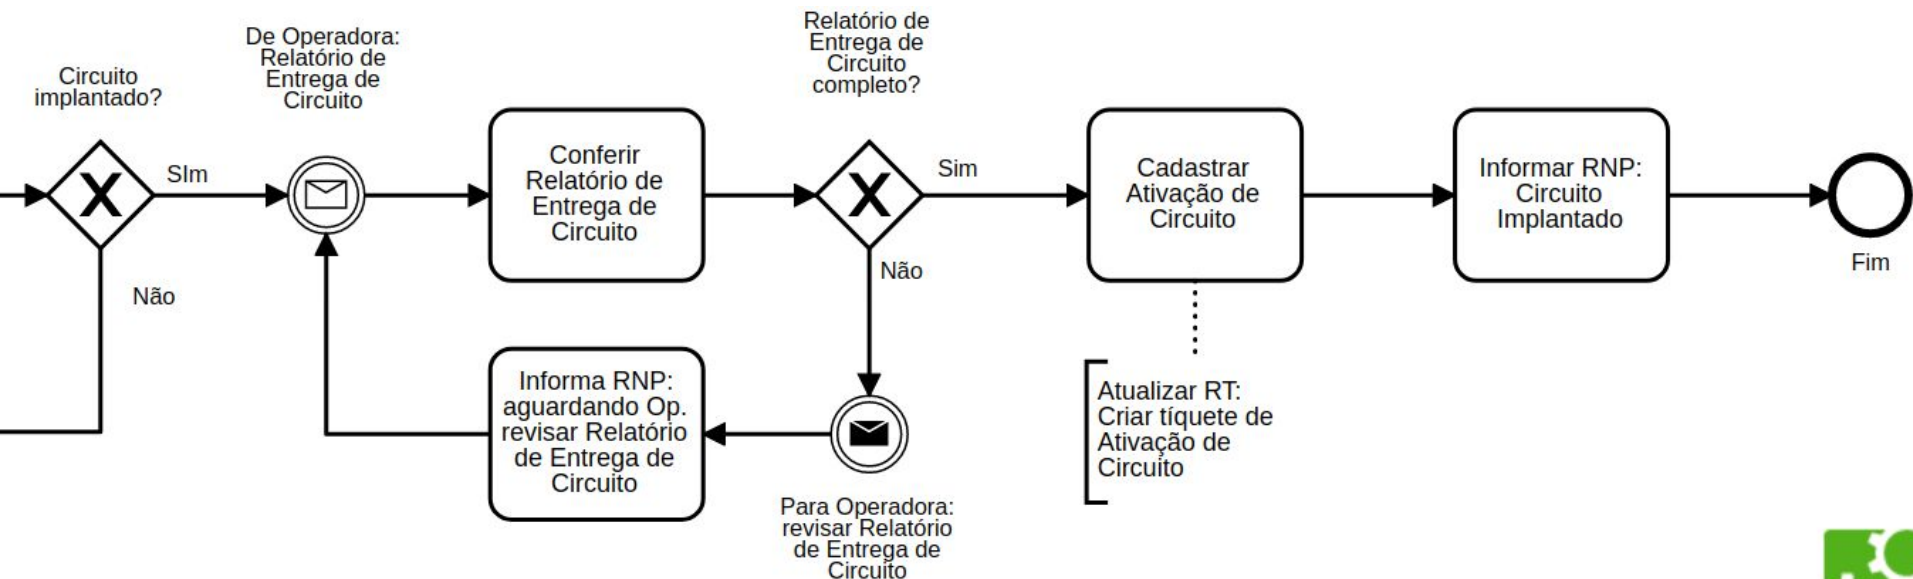 Circuito
implantado?
SIm
Não
De Operadora:
Relatório de
Entrega de
Circuito
Conferir
Relatório de
Entrega de
Circuito
Relatório de
Entrega de
Circuito
completo?
Sim
Não
Cadastrar
Ativação de
Circuito
Informar RNP:
Circuito
Implantado
Fim
Informa RNP:
aguardando Op.
revisar Relatório
de Entrega de
Circuito
Para Operadora:
revisar Relatório
de Entrega de
Circuito
Atualizar RT:
Criar tíquete de
Ativação de
Circuito